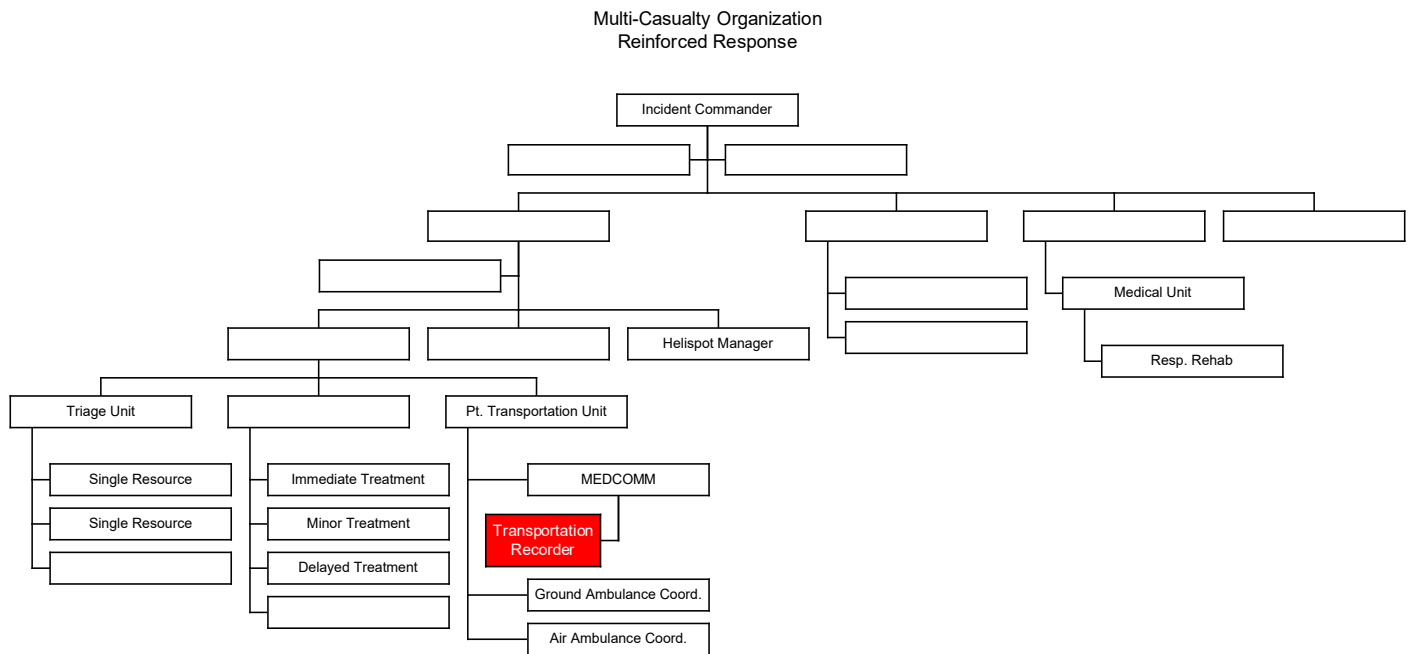 Multi-Casualty Organization
Reinforced Response
Incident Commander
Medical Unit
Helispot Manager
Resp. Rehab
Triage Unit
Pt. Transportation Unit
Single Resource
Immediate Treatment
MEDCOMM
Single Resource
Minor Treatment
Transportation
Recorder
Delayed Treatment
Ground Ambulance Coord.
Air Ambulance Coord.